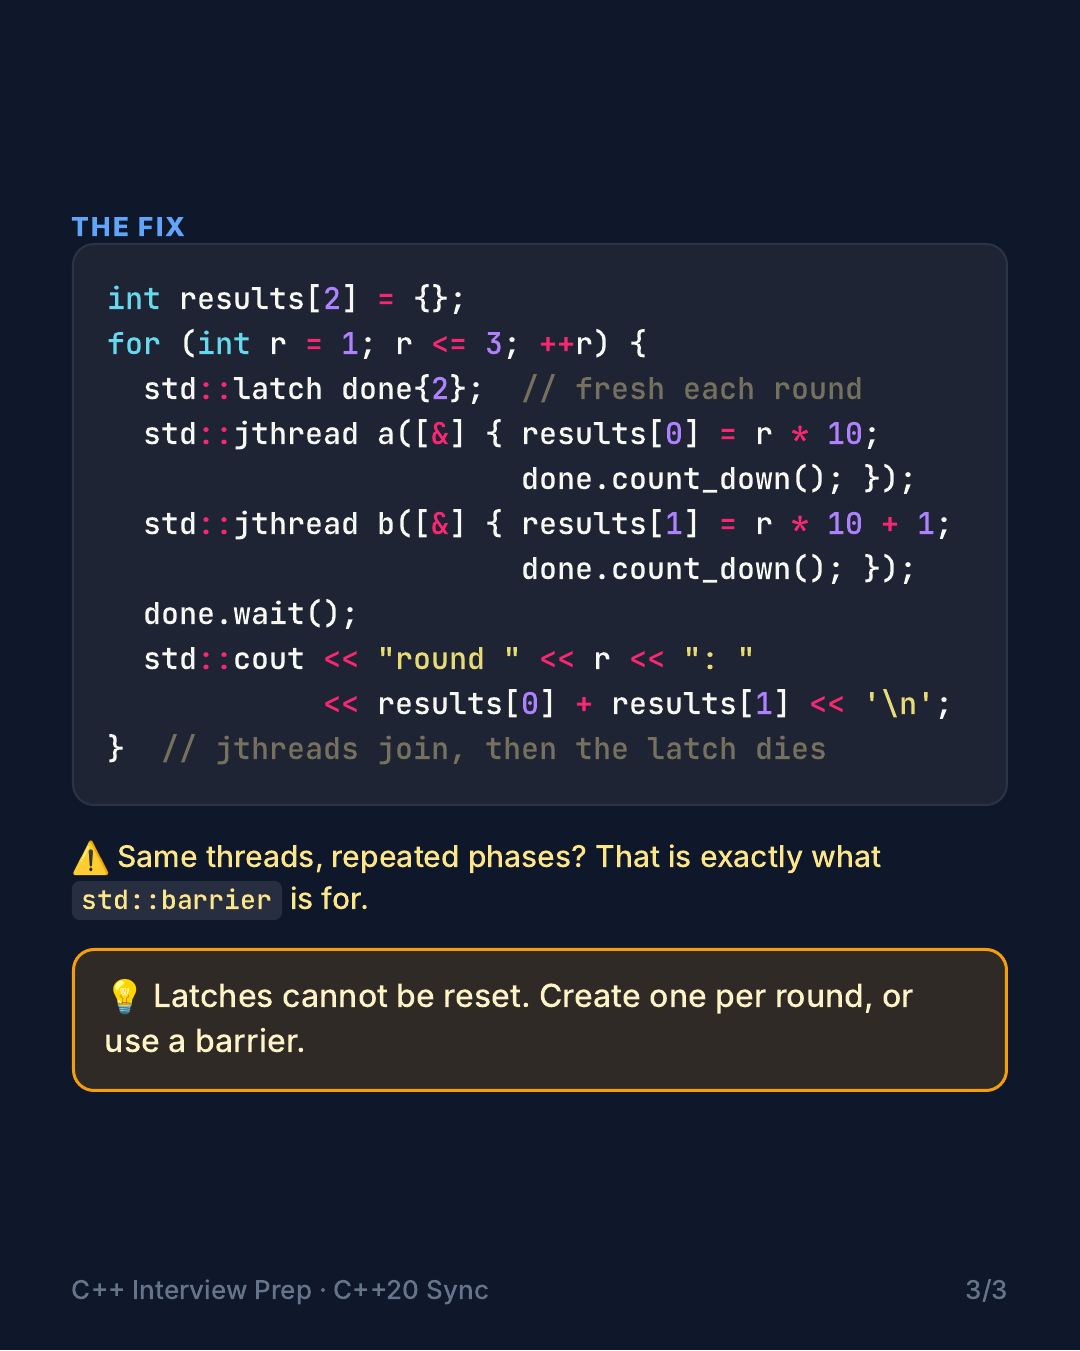 THE FIX
int results[2] = {};
for (int r = 1; r <= 3; ++r) {
  std::latch done{2};  // fresh each round
  std::jthread a([&] { results[0] = r * 10;
                       done.count_down(); });
  std::jthread b([&] { results[1] = r * 10 + 1;
                       done.count_down(); });
  done.wait();
  std::cout << "round " << r << ": "
            << results[0] + results[1] << '\n';
}  // jthreads join, then the latch dies
⚠️ Same threads, repeated phases? That is exactly what
std::barrier is for.
💡 Latches cannot be reset. Create one per round, or
use a barrier.
C++ Interview Prep · C++20 Sync
3/3